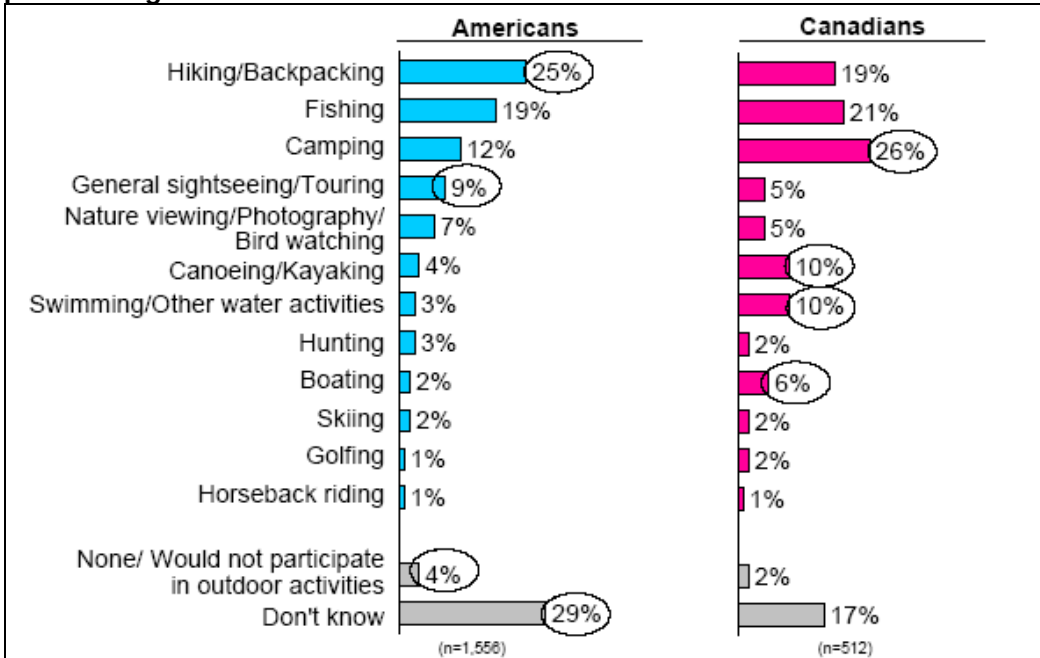 Americans Canadians
Hiking/Backpacking 25% 19%
Fishing 19% 21%
Camping 12% 26%
General sightseeing/Touring 9% 5%
Nature viewing/Photography/
Bird watching 7% 5%
Canoeing/Kayaking 4% 10%
Swimming/Other water activities 3% 10%
Hunting 3% 2%
Boating 2% 6%
Skiing 2% 2%
Golfing 1% 2%
Horseback riding 1% 1%
None/ Would not participate
in outdoor activities 4% 2%
Don't know 29% 17%
(n=1,556) (n=512)